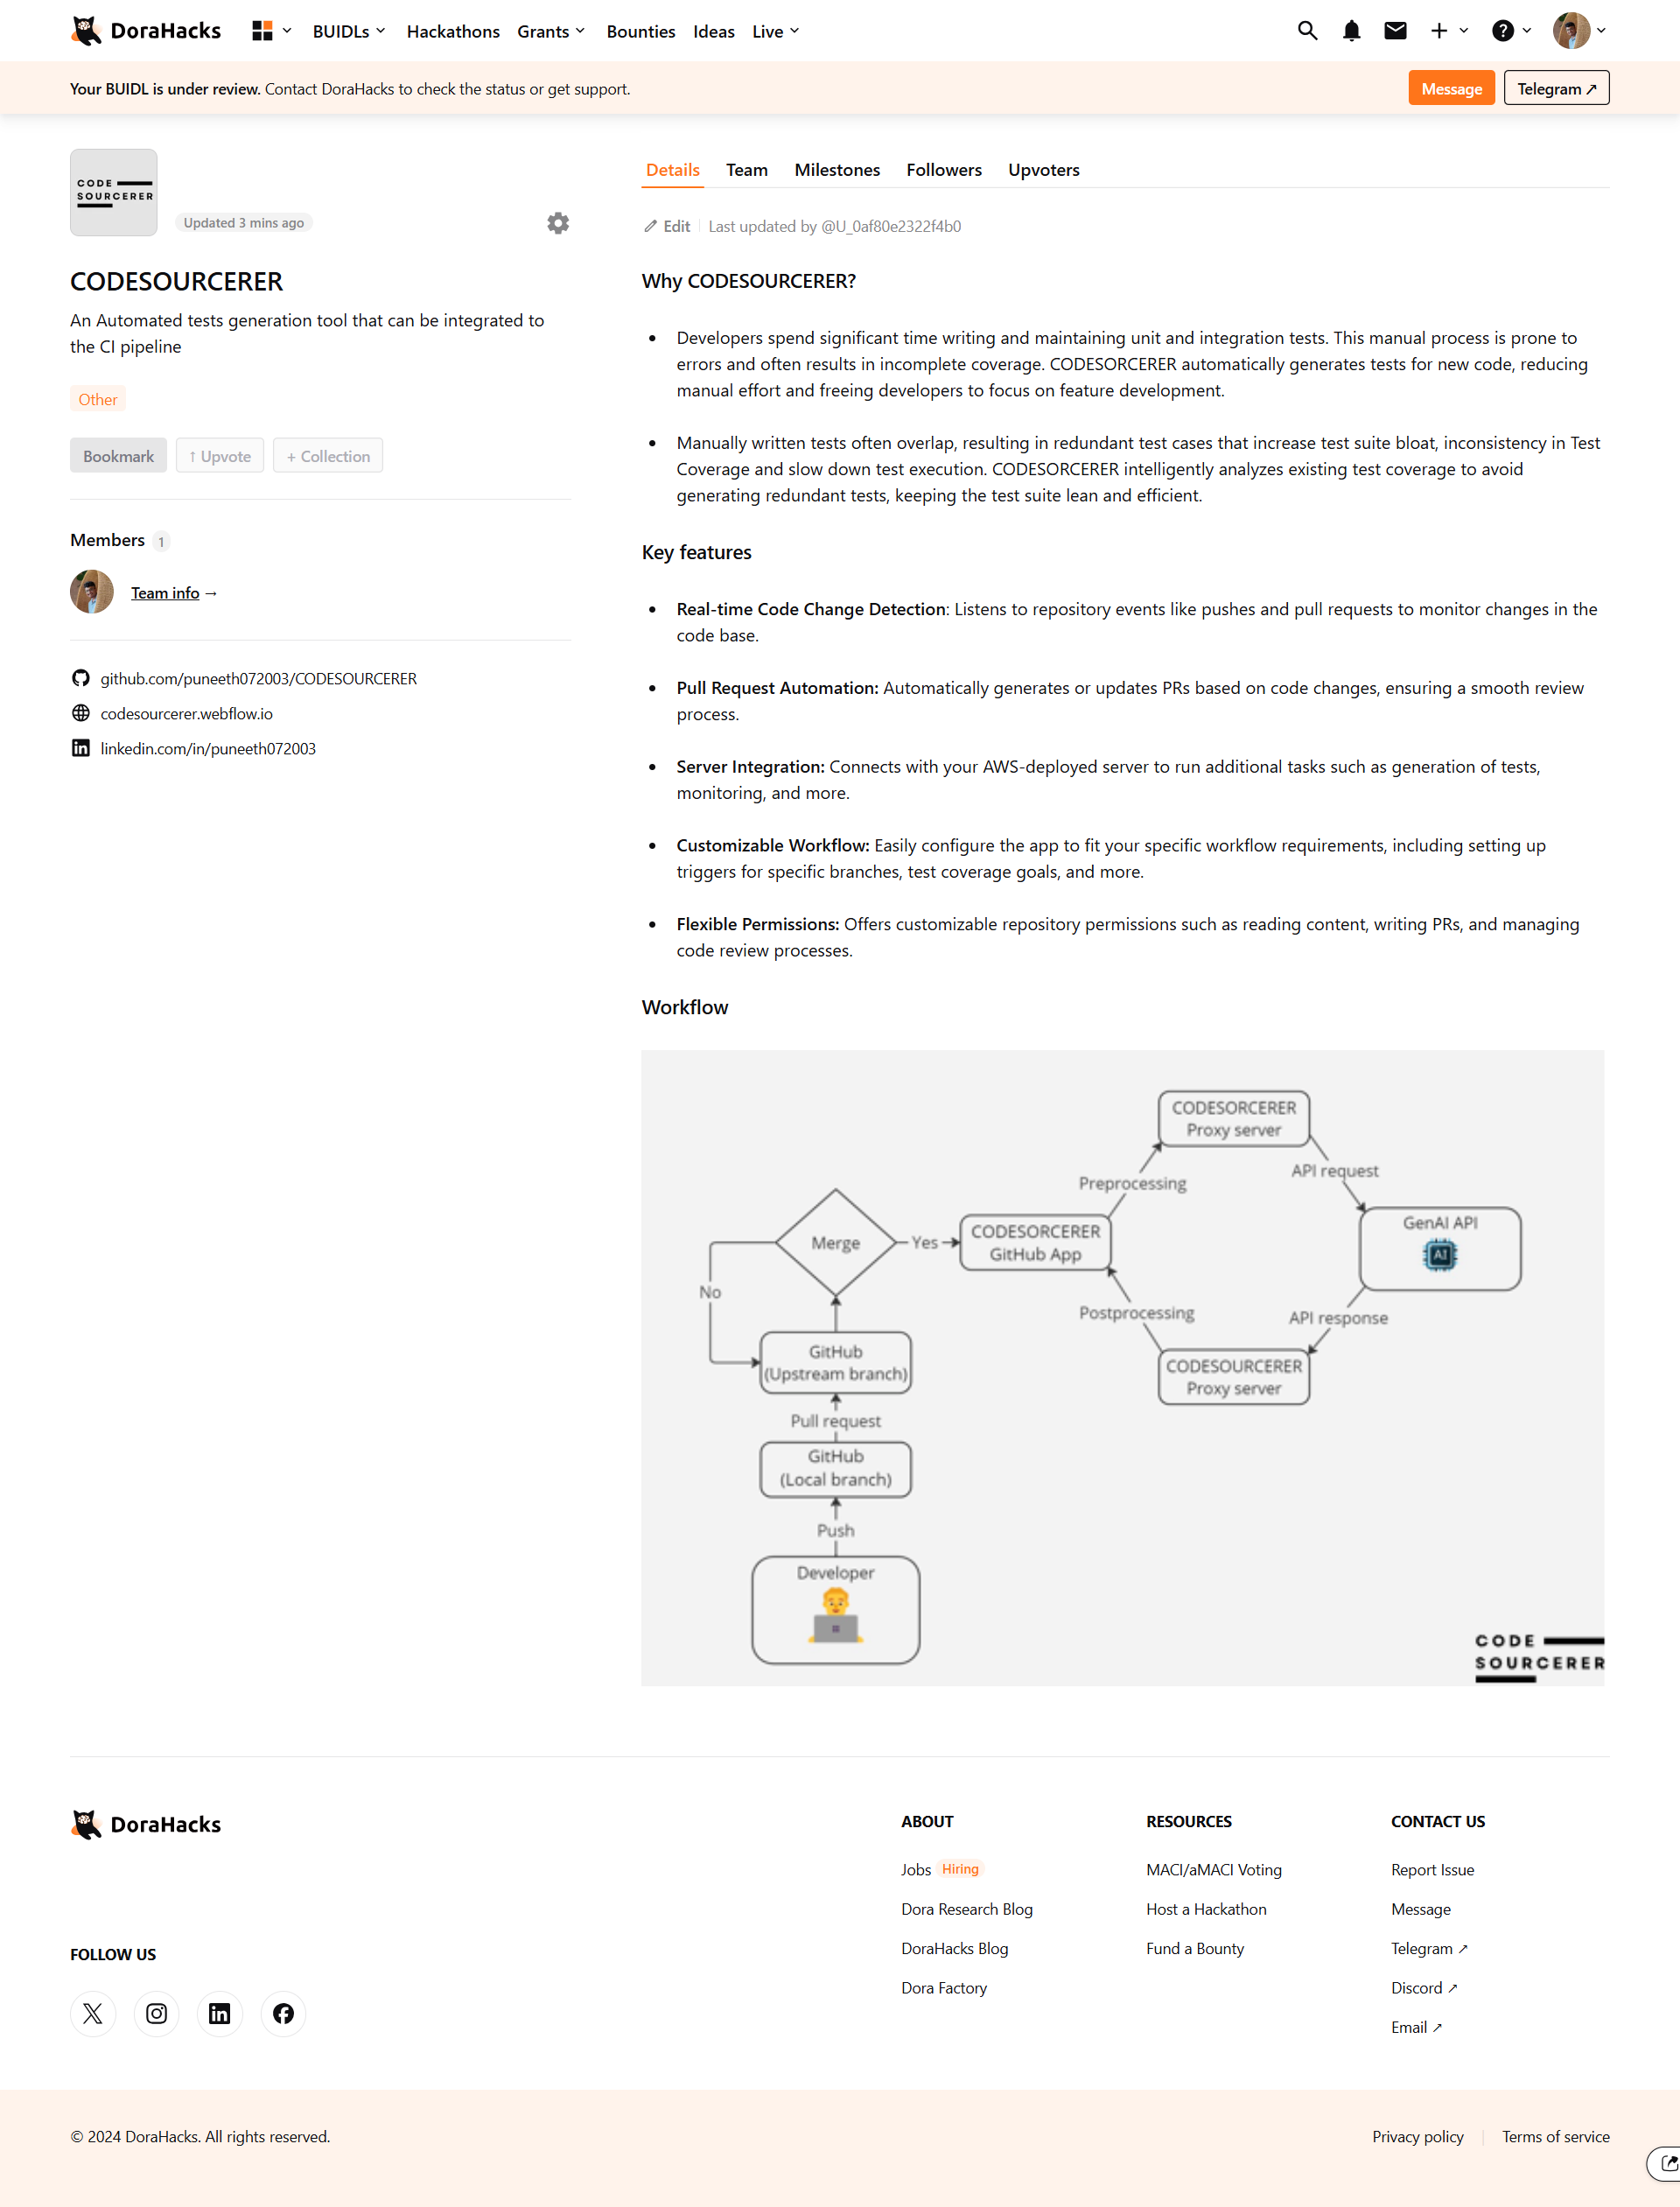 DoraHacks
BUIDLs
Hackathons
Grants
Bounties
Ideas
Live
Your BUIDL is under review. Contact DoraHacks to check the status or get support.
Message
Telegram ↗
CODE
SOURCERER
Updated 3 mins ago
CODESOURCERER
An Automated tests generation tool that can be integrated to
the CI pipeline
Other
Bookmark
↑ Upvote
+ Collection
Members 1
Team info →
github.com/puneeth072003/CODESOURCERER
codesourcerer.webflow.io
linkedin.com/in/puneeth072003
Details
Team
Milestones
Followers
Upvoters
Edit
Last updated by @U_0af80e2322f4b0
Why CODESOURCERER?
• Developers spend significant time writing and maintaining unit and integration tests. This manual process is prone to
errors and often results in incomplete coverage. CODESORCERER automatically generates tests for new code, reducing
manual effort and freeing developers to focus on feature development.
• Manually written tests often overlap, resulting in redundant test cases that increase test suite bloat, inconsistency in Test
Coverage and slow down test execution. CODESORCERER intelligently analyzes existing test coverage to avoid
generating redundant tests, keeping the test suite lean and efficient.
Key features
• Real-time Code Change Detection: Listens to repository events like pushes and pull requests to monitor changes in the
code base.
• Pull Request Automation: Automatically generates or updates PRs based on code changes, ensuring a smooth review
process.
• Server Integration: Connects with your AWS-deployed server to run additional tasks such as generation of tests,
monitoring, and more.
• Customizable Workflow: Easily configure the app to fit your specific workflow requirements, including setting up
triggers for specific branches, test coverage goals, and more.
• Flexible Permissions: Offers customizable repository permissions such as reading content, writing PRs, and managing
code review processes.
Workflow
CODESORCERER
Proxy server
API request
Preprocessing
GenAI API
AI
CODESORCERER
GitHub App
Merge
Yes
No
Postprocessing
API response
GitHub
(Upstream branch)
CODESOURCERER
Proxy server
Pull request
GitHub
(Local branch)
Push
Developer
CODE
SOURCERER
DoraHacks
FOLLOW US
ABOUT
Jobs Hiring
Dora Research Blog
DoraHacks Blog
Dora Factory
RESOURCES
MACI/aMACI Voting
Host a Hackathon
Fund a Bounty
CONTACT US
Report Issue
Message
Telegram ↗
Discord ↗
Email ↗
© 2024 DoraHacks. All rights reserved.
Privacy policy
Terms of service